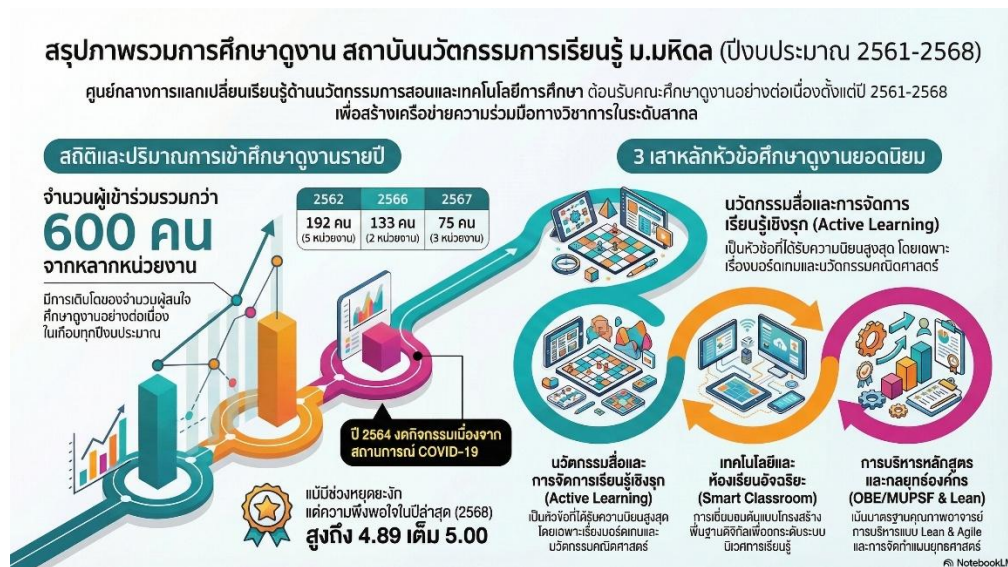 สรุปภาพรวมการศึกษาดูงาน สถาบันนวัตกรรมการเรียนรู้ ม.มหิดล (ปีงบประมาณ 2561-2568)
ศูนย์กลางการแลกเปลี่ยนเรียนรู้ด้านนวัตกรรมการสอนและเทคโนโลยีการศึกษา ต้อนรับคณะศึกษาดูงานอย่างต่อเนื่องตั้งแต่ปี 2561-2568
เพื่อสร้างเครือข่ายความร่วมมือทางวิชาการในระดับสากล
สถิติและปริมาณการเข้าศึกษาดูงานรายปี
จำนวนผู้เข้าร่วมรวมกว่า
600 คน
จากหลากหน่วยงาน
มีการเติบโตของจำนวนผู้สนใจ
ศึกษาดูงานอย่างต่อเนื่อง
ในเกือบทุกปีงบประมาณ
2562 2566 2567
192 คน 133 คน 75 คน
(5 หน่วยงาน) (2 หน่วยงาน) (3 หน่วยงาน)
ปี 2564 งดกิจกรรมเนื่องจาก
สถานการณ์ COVID-19
แม้มีช่วงหยุดชะงัก
แต่ความพึงพอใจในปีล่าสุด (2568)
สูงถึง 4.89 เต็ม 5.00
3 เสาหลักหัวข้อศึกษาดูงานยอดนิยม
นวัตกรรมสื่อและการจัดการ
เรียนรู้เชิงรุก (Active Learning)
เป็นหัวข้อที่ได้รับความนิยมสูงสุด โดยเฉพาะ
เรื่องบอร์ดเกมและนวัตกรรมคณิตศาสตร์
นวัตกรรมสื่อและ
การจัดการเรียนรู้เชิงรุก
(Active Learning)
เป็นหัวข้อที่ได้รับความนิยมสูงสุด
โดยเฉพาะเรื่องบอร์ดเกมและ
นวัตกรรมคณิตศาสตร์
เทคโนโลยีและ
ห้องเรียนอัจฉริยะ
(Smart Classroom)
การเยี่ยมชมต้นแบบโครงสร้าง
พื้นฐานดิจิทัลเพื่อยกระดับระบบ
นิเวศการเรียนรู้
การบริหารหลักสูตร
และกลยุทธ์องค์กร
(OBE/MUPSF & Lean)
เน้นมาตรฐานคุณภาพอาจารย์
การบริหารแบบ Lean & Agile
และการจัดทำแผนยุทธศาสตร์